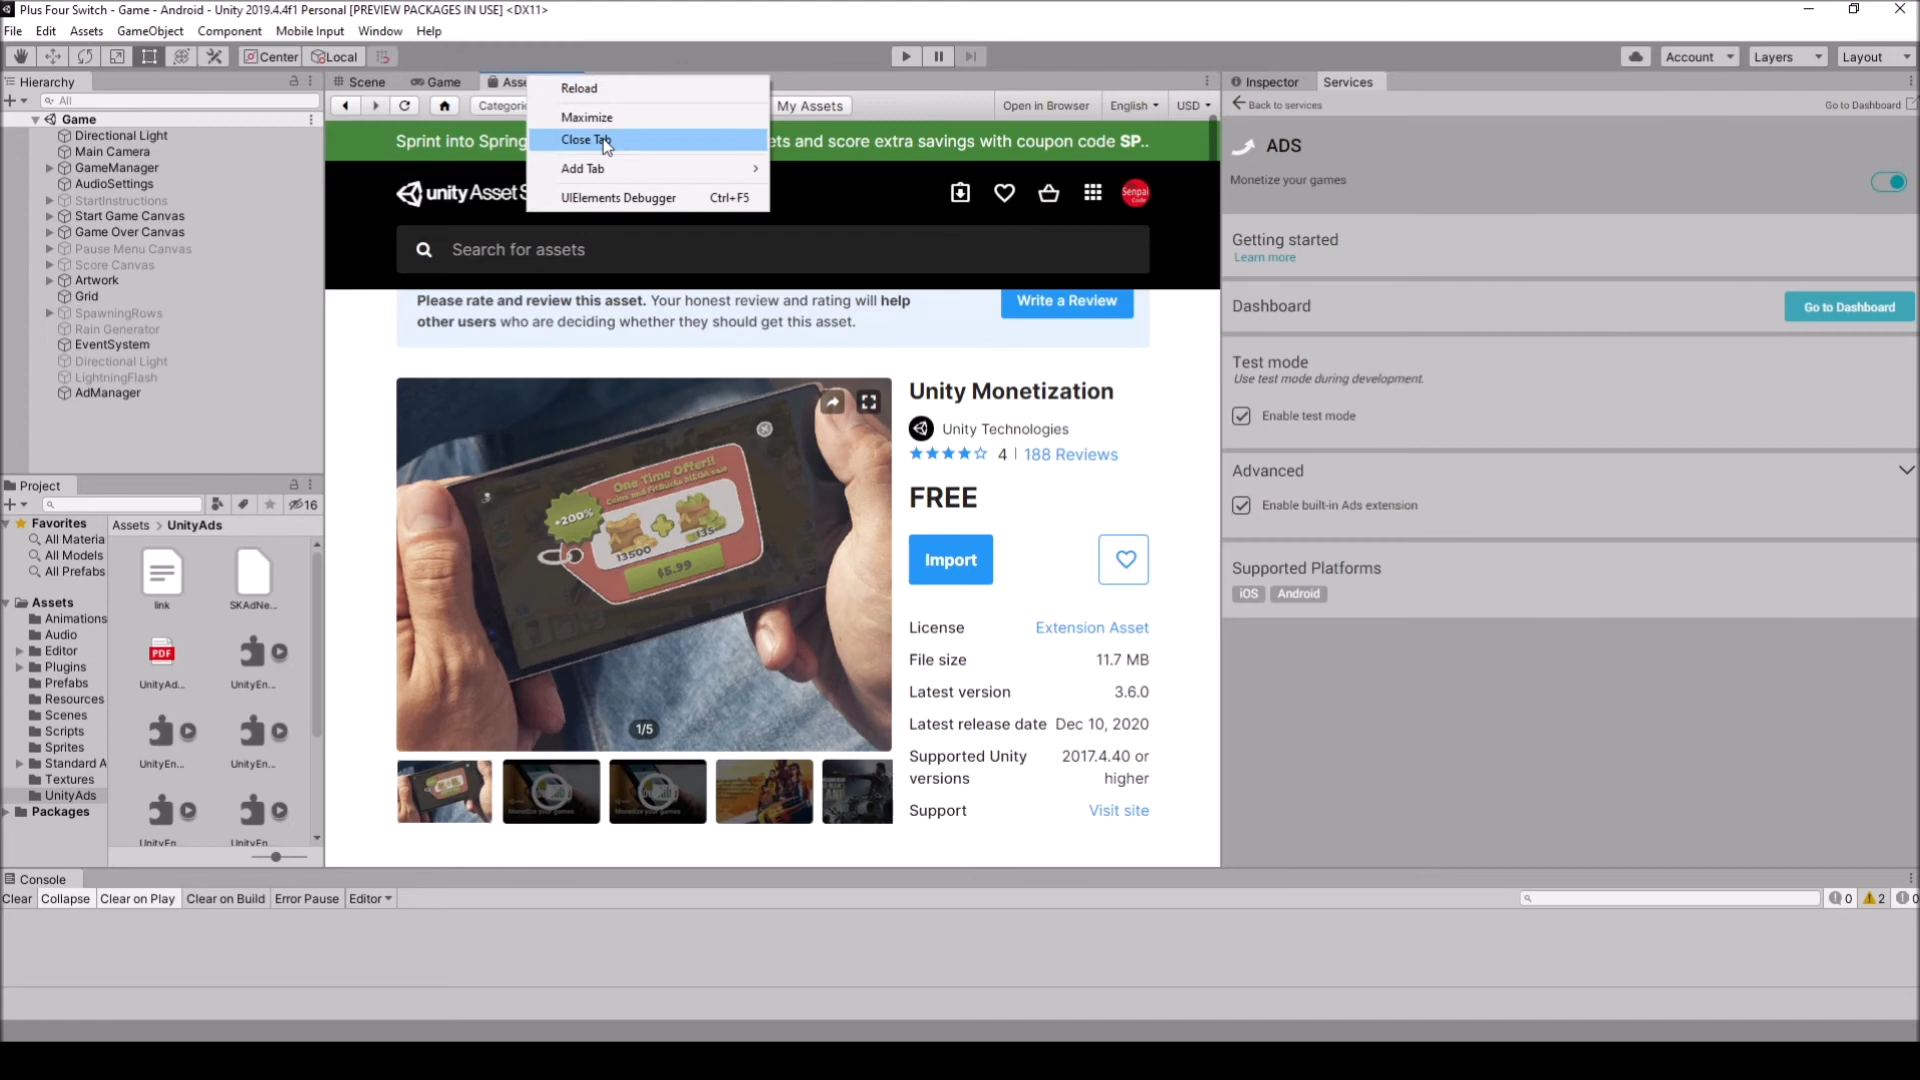 Plus Four Switch - Game - Android - Unity 2019.4.4f1 Personal [PREVIEW PACKAGES IN USE] <DX11>
File Edit Assets GameObject Component Mobile Input Window Help
Center Local
Account Layers Layout
Hierarchy
All
Game
Directional Light
Main Camera
GameManager
AudioSettings
StartInstructions
Start Game Canvas
Game Over Canvas
Pause Menu Canvas
Score Canvas
Artwork
Grid
SpawningRows
Rain Generator
EventSystem
Directional Light
LightningFlash
AdManager
Scene Game
Reload
Maximize
Close Tab
Add Tab
UIElements Debugger Ctrl+F5
My Assets Open in Browser English USD
Sprint into Spring ets and score extra savings with coupon code SP..
unity Asset S
Senpai Code
Search for assets
Please rate and review this asset. Your honest review and rating will help
other users who are deciding whether they should get this asset.
Write a Review
One Time Offer!!
+200%
13500
$5.99
1/5
Unity Monetization
Unity Technologies
4 | 188 Reviews
FREE
Import
License Extension Asset
File size 11.7 MB
Latest version 3.6.0
Latest release date Dec 10, 2020
Supported Unity versions 2017.4.40 or higher
Support Visit site
Inspector Services
Back to services Go to Dashboard
ADS
Monetize your games
Getting started
Learn more
Dashboard
Go to Dashboard
Test mode
Use test mode during development.
Enable test mode
Advanced
Enable built-in Ads extension
Supported Platforms
iOS Android
Project
16
Favorites
All Materia
All Models
All Prefabs
Assets
Animations
Audio
Editor
Plugins
Prefabs
Resources
Scenes
Scripts
Sprites
Standard A
Textures
UnityAds
Packages
Assets > UnityAds
link SKAdNe...
PDF
UnityAd... UnityEn...
UnityEn... UnityEn...
UnityEn... UnityEn...
Console
Clear Collapse Clear on Play Clear on Build Error Pause Editor
0 2 0